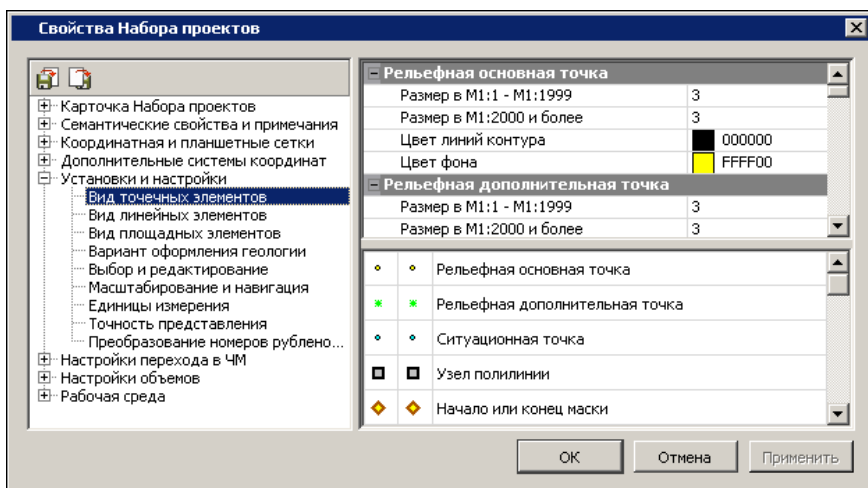 Свойства Набора проектов
Карточка Набора проектов
Семантические свойства и примечания
Координатная и планшетные сетки
Дополнительные системы координат
Установки и настройки
Вид точечных элементов
Вид линейных элементов
Вид площадных элементов
Вариант оформления геологии
Выбор и редактирование
Масштабирование и навигация
Единицы измерения
Точность представления
Преобразование номеров рублено...
Настройки перехода в ЧМ
Настройки объемов
Рабочая среда
Рельефная основная точка
Размер в М1:1 - М1:1999 3
Размер в М1:2000 и более 3
Цвет линий контура 000000
Цвет фона FFFF00
Рельефная дополнительная точка
Размер в М1:1 - М1:1999 3
Размер в М1:2000 и более 3
Рельефная основная точка
Рельефная дополнительная точка
Ситуационная точка
Узел полилинии
Начало или конец маски
ОК Отмена Применить